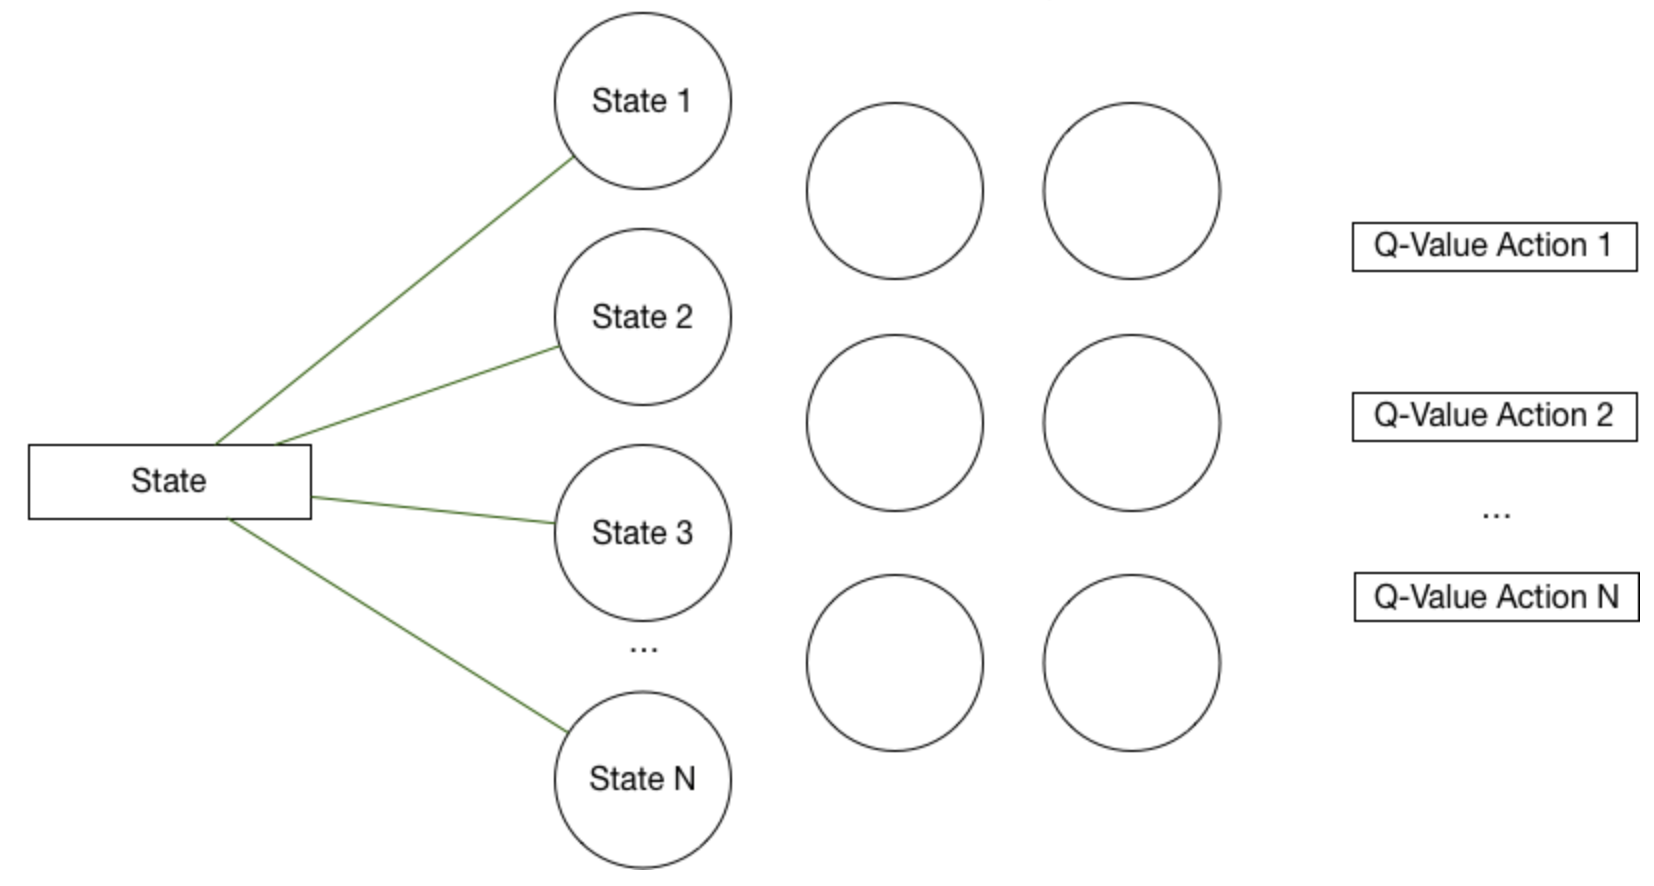 State
State 1
State 2
State 3
...
State N
Q-Value Action 1
Q-Value Action 2
...
Q-Value Action N